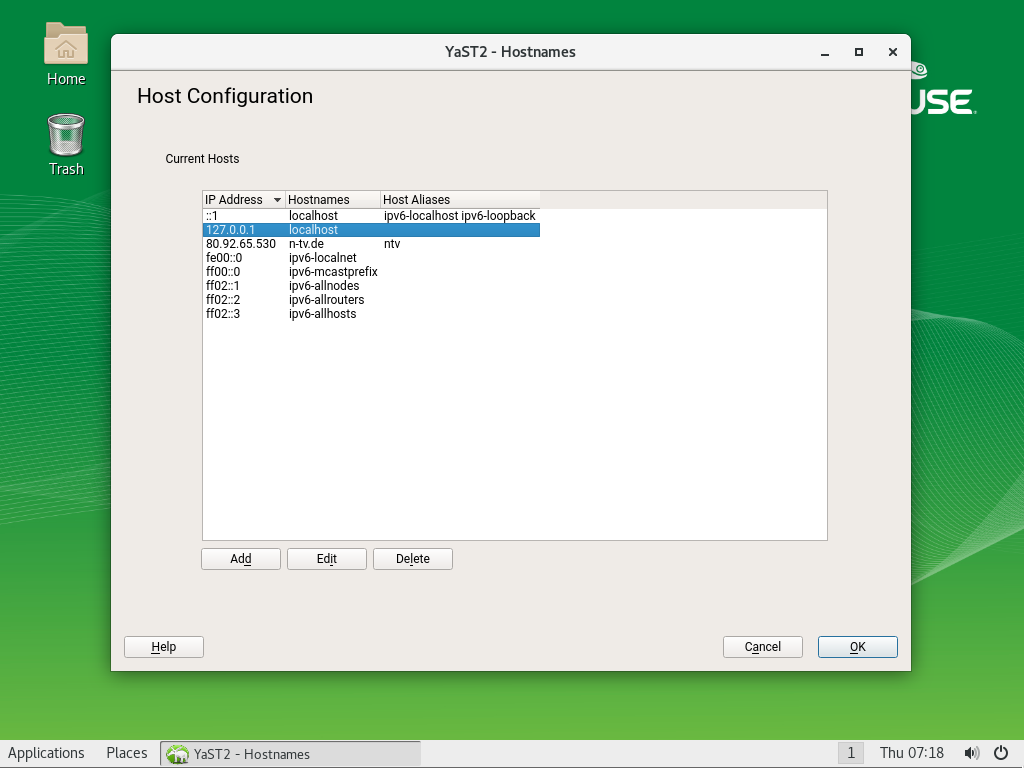 YaST2 - Hostnames
Home
Trash
USE
Host Configuration
Current Hosts
IP Address Hostnames Host Aliases
::1 localhost ipv6-localhost ipv6-loopback
127.0.0.1 localhost
80.92.65.530 n-tv.de ntv
fe00::0 ipv6-localnet
ff00::0 ipv6-mcastprefix
ff02::1 ipv6-allnodes
ff02::2 ipv6-allrouters
ff02::3 ipv6-allhosts
Add Edit Delete
Help Cancel OK
Applications Places YaST2 - Hostnames 1 Thu 07:18